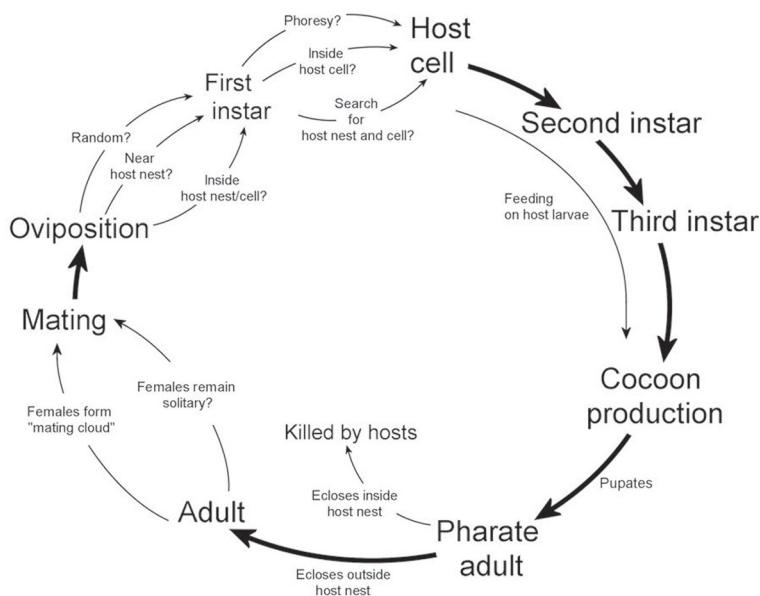 Phoresy?
Host
cell
Inside
host cell?
First
instar
Search
for
host nest and cell?
Second instar
Random?
Near
host nest?
Inside
host nest/cell?
Feeding
on host larvae
Third instar
Oviposition
Mating
Cocoon
production
Females remain
solitary?
Females form
"mating cloud"
Killed by hosts
Pupates
Ecloses inside
host nest
Adult
Pharate
adult
Ecloses outside
host nest